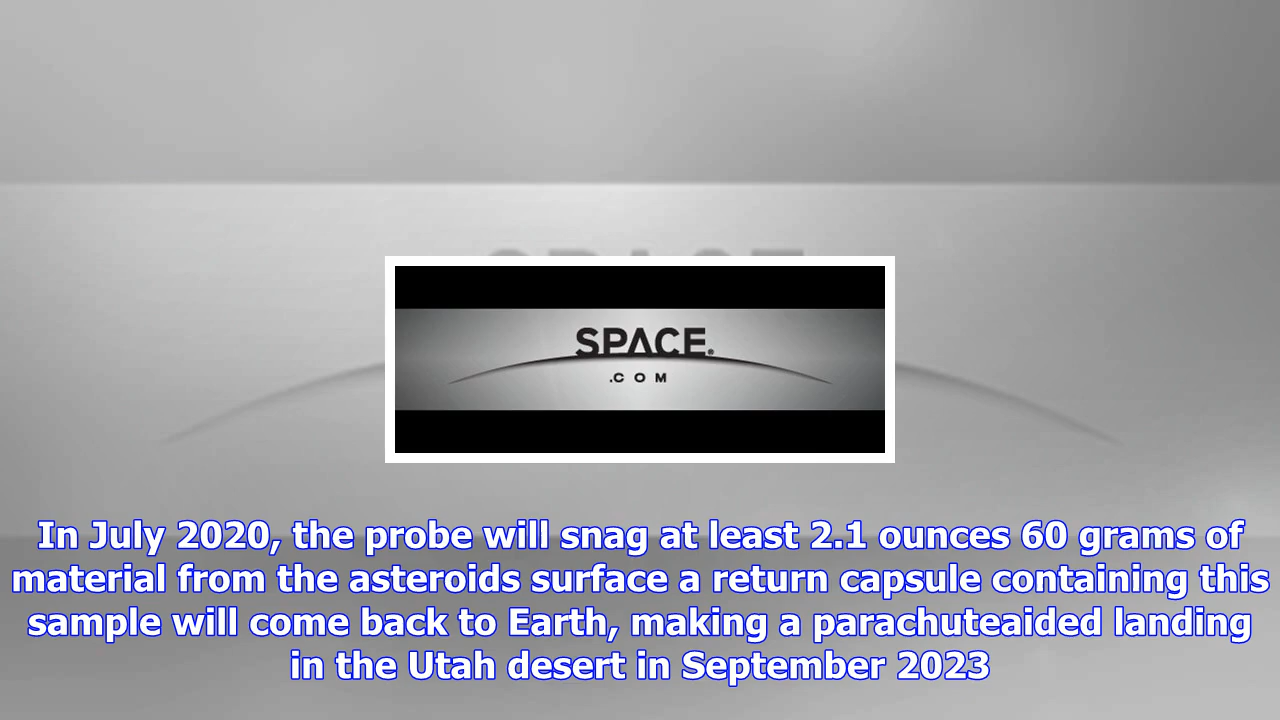 SPACE®
.COM
In July 2020, the probe will snag at least 2.1 ounces 60 grams of
material from the asteroids surface a return capsule containing this
sample will come back to Earth, making a parachuteaided landing
in the Utah desert in September 2023